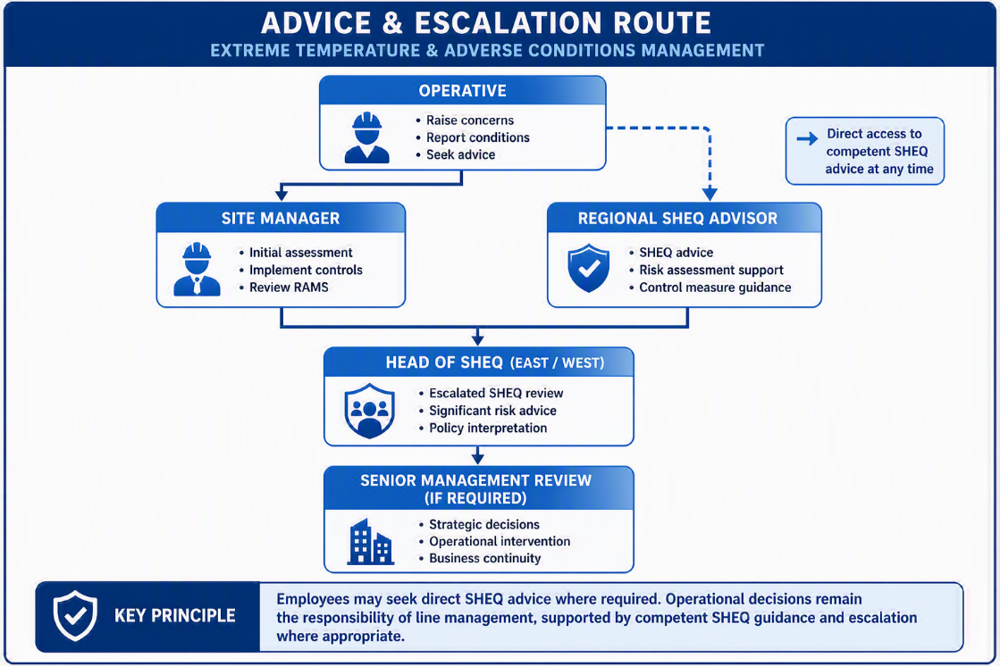 ADVICE & ESCALATION ROUTE
EXTREME TEMPERATURE & ADVERSE CONDITIONS MANAGEMENT
OPERATIVE
• Raise concerns
• Report conditions
• Seek advice
Direct access to
competent SHEQ
advice at any time
SITE MANAGER
• Initial assessment
• Implement controls
• Review RAMS
REGIONAL SHEQ ADVISOR
• SHEQ advice
• Risk assessment support
• Control measure guidance
HEAD OF SHEQ (EAST / WEST)
• Escalated SHEQ review
• Significant risk advice
• Policy interpretation
SENIOR MANAGEMENT REVIEW
(IF REQUIRED)
• Strategic decisions
• Operational intervention
• Business continuity
KEY PRINCIPLE
Employees may seek direct SHEQ advice where required. Operational decisions remain
the responsibility of line management, supported by competent SHEQ guidance and escalation
where appropriate.